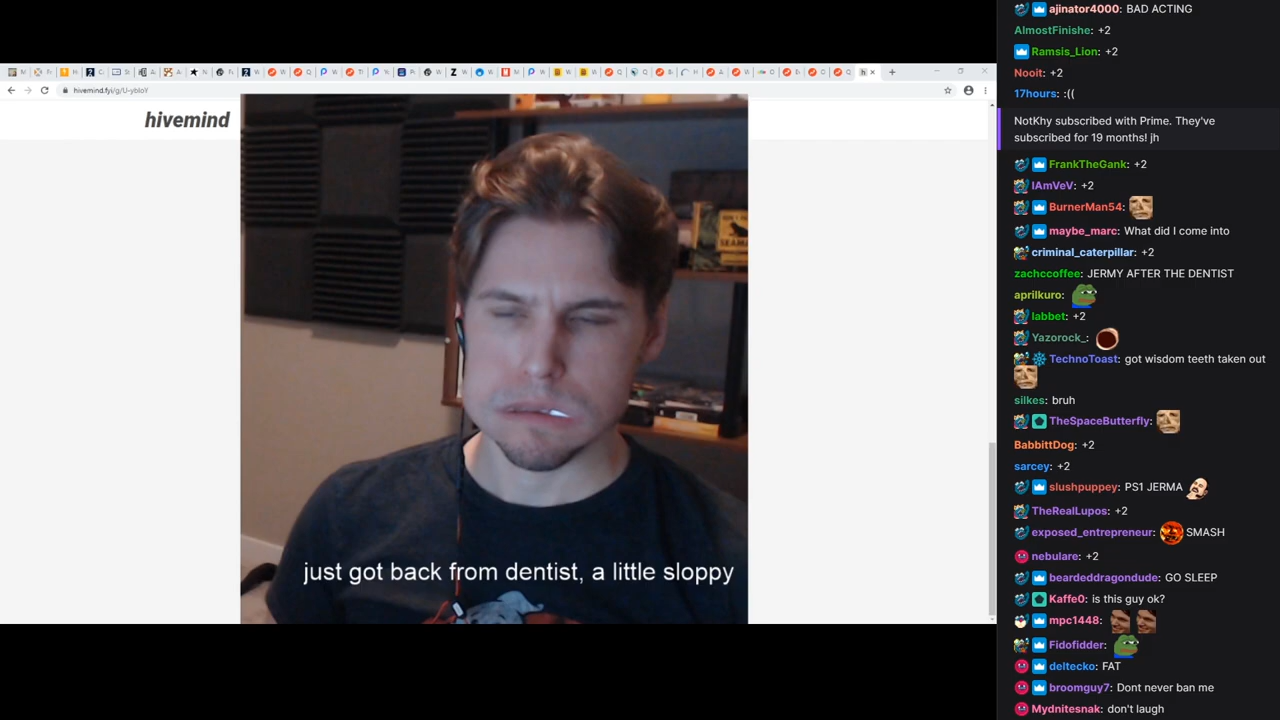 hivemind.fyi/g/U-ybIoY
hivemind
just got back from dentist, a little sloppy
ajinator4000: BAD ACTING
AlmostFinishe: +2
Ramsis_Lion: +2
Nooit: +2
17hours: :((
NotKhy subscribed with Prime. They've
subscribed for 19 months! jh
FrankTheGank: +2
IAmVeV: +2
BurnerMan54:
maybe_marc: What did I come into
criminal_caterpillar: +2
zachccoffee: JERMY AFTER THE DENTIST
aprilkuro:
labbet: +2
Yazorock_:
TechnoToast: got wisdom teeth taken out
silkes: bruh
TheSpaceButterfly:
BabbittDog: +2
sarcey: +2
slushpuppey: PS1 JERMA
TheRealLupos: +2
exposed_entrepreneur: SMASH
nebulare: +2
beardeddragondude: GO SLEEP
Kaffe0: is this guy ok?
mpc1448:
Fidofidder:
deltecko: FAT
broomguy7: Dont never ban me
Mydnitesnak: don't laugh